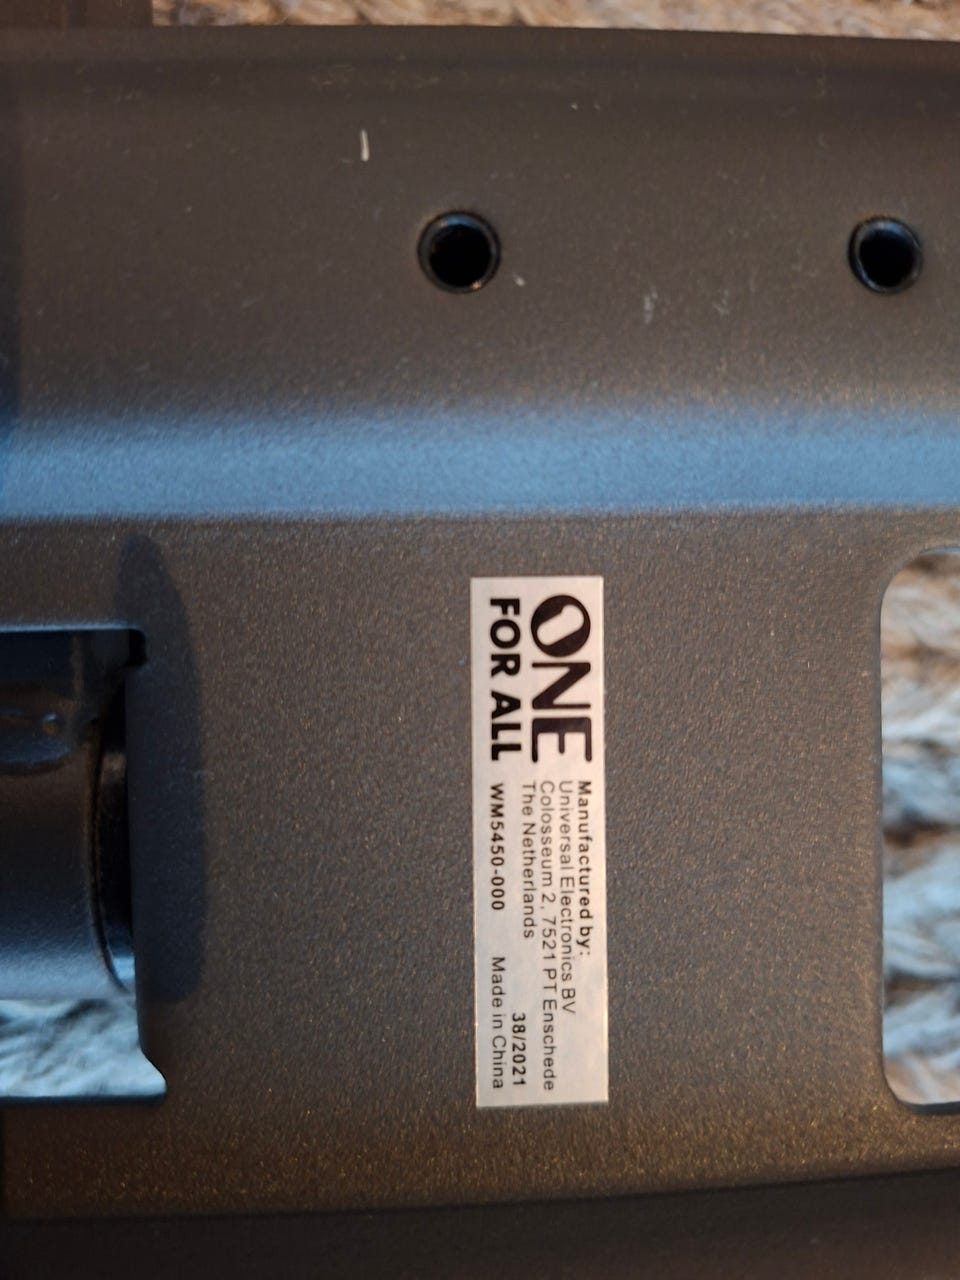 ONE
FOR ALL
Manufactured by:
Universal Electronics BV
Colosseum 2, 7521 PT Enschede
The Netherlands
38/2021
WM5450-000
Made in China